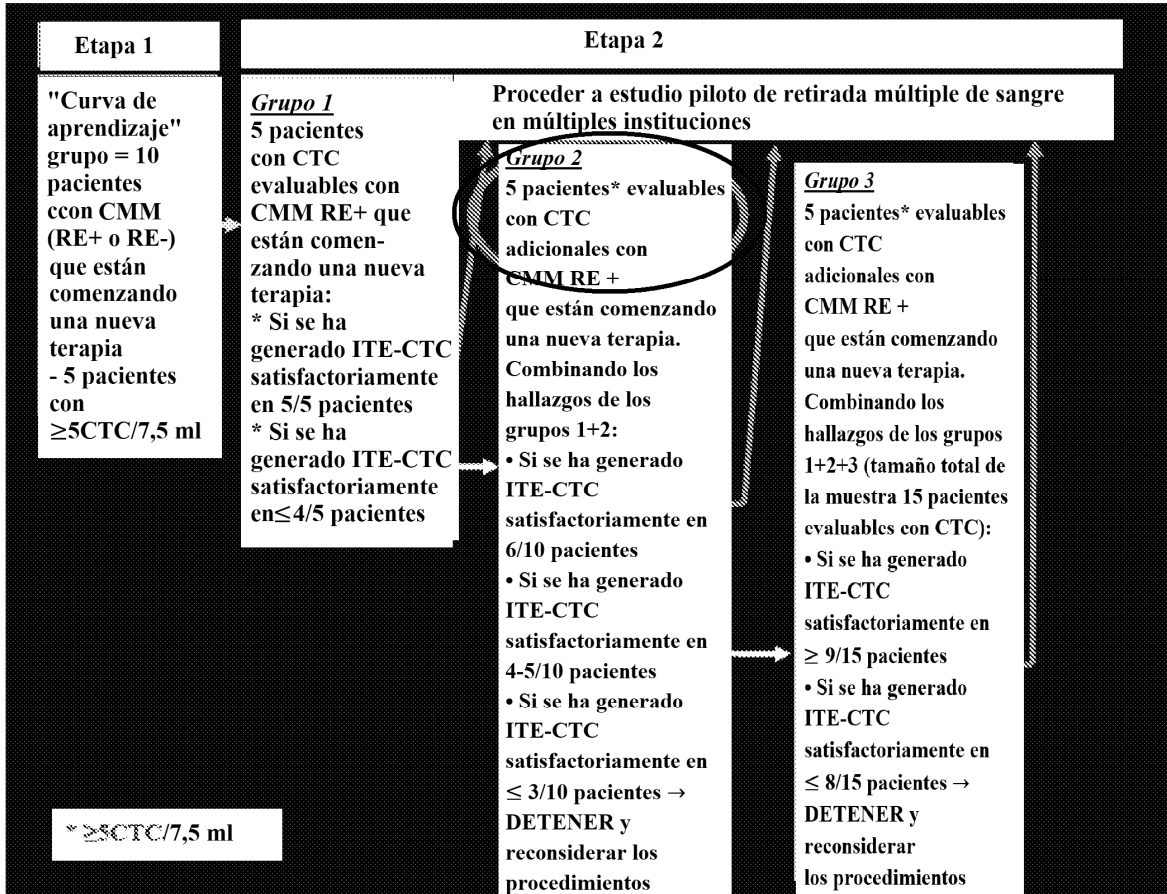 Etapa 1
Etapa 2
"Curva de
aprendizaje"
grupo = 10
pacientes
ccon CMM
(RE+ o RE-)
que están
comenzando
una nueva
terapia
- 5 pacientes
con
≥5CTC/7,5 ml
Grupo 1
5 pacientes
con CTC
evaluables con
CMM RE+ que
están comen-
zando una nueva
terapia:
* Si se ha
generado ITE-CTC
satisfactoriamente
en 5/5 pacientes
* Si se ha
generado ITE-CTC
satisfactoriamente
en≤4/5 pacientes
Proceder a estudio piloto de retirada múltiple de sangre
en múltiples instituciones
Grupo 2
5 pacientes* evaluables
con CTC
adicionales con
CMM RE +
que están comenzando
una nueva terapia.
Combinando los
hallazgos de los
grupos 1+2:
• Si se ha generado
ITE-CTC
satisfactoriamente en
6/10 pacientes
• Si se ha generado
ITE-CTC
satisfactoriamente en
4-5/10 pacientes
• Si se ha generado
ITE-CTC
satisfactoriamente en
≤ 3/10 pacientes →
DETENER y
reconsiderar los
procedimientos
Grupo 3
5 pacientes* evaluables
con CTC
adicionales con
CMM RE +
que están comenzando
una nueva terapia.
Combinando los
hallazgos de los grupos
1+2+3 (tamaño total de
la muestra 15 pacientes
evaluables con CTC):
• Si se ha generado
ITE-CTC
satisfactoriamente en
≥ 9/15 pacientes
• Si se ha generado
ITE-CTC
satisfactoriamente en
≤ 8/15 pacientes →
DETENER y
reconsiderar
los procedimientos
* ≥5CTC/7,5 ml